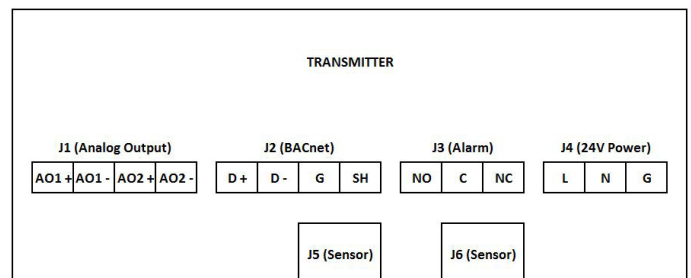 TRANSMITTER
J1 (Analog Output) J2 (BACnet) J3 (Alarm) J4 (24V Power)
AO1 + AO1 - AO2 + AO2 - D + D - G SH NO C NC L N G
J5 (Sensor) J6 (Sensor)